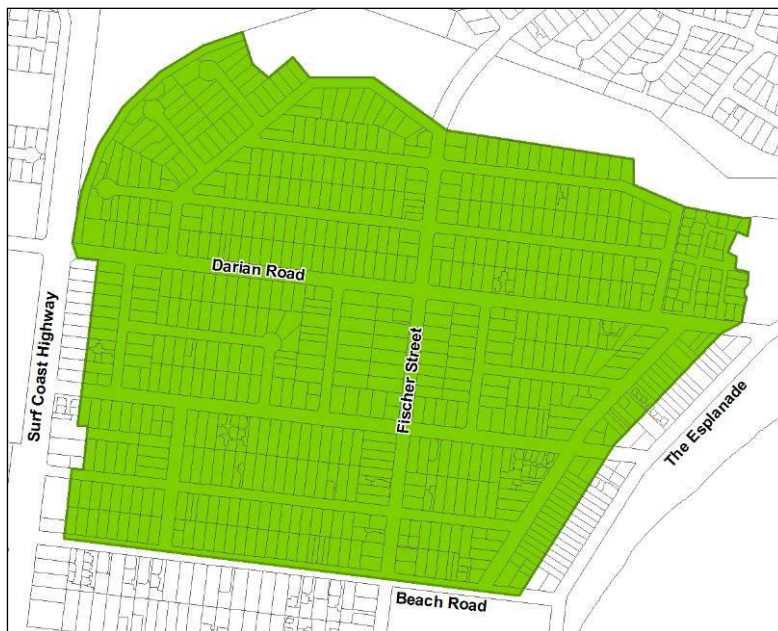 Darian Road
Surf Coast Highway
Fischer Street
The Esplanade
Beach Road